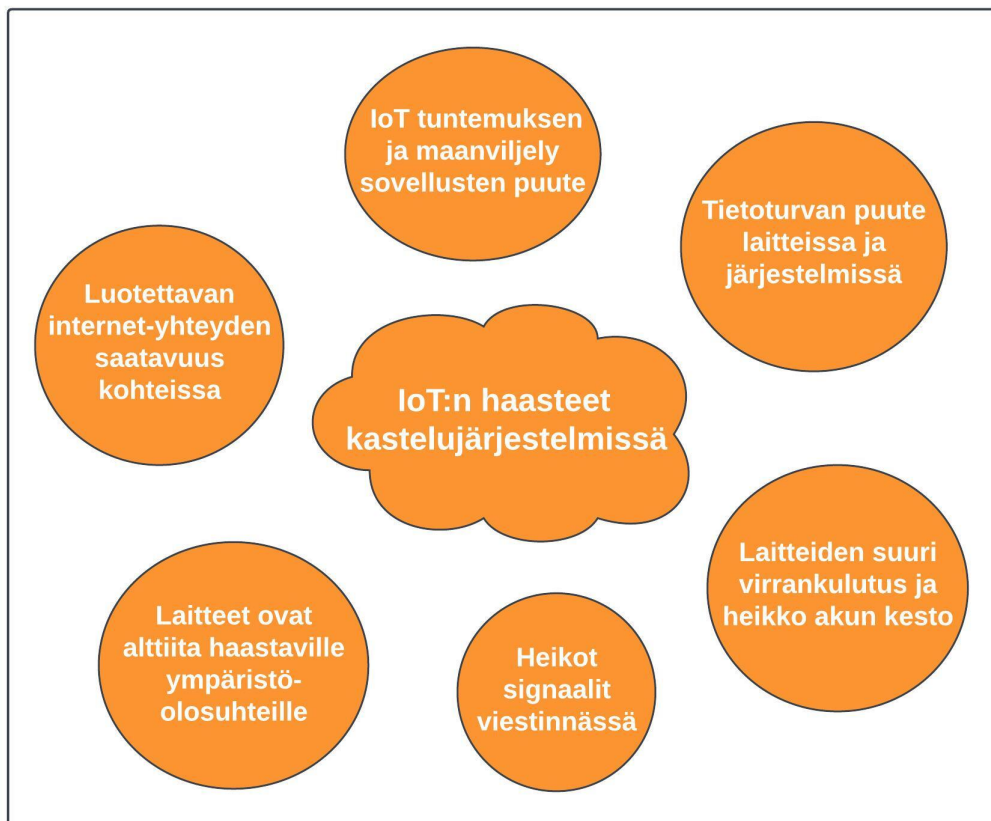 IoT tuntemuksen
ja maanviljely
sovellusten puute
Tietoturvan puute
laitteissa ja
järjestelmissä
Luotettavan
internet-yhteyden
saatavuus
kohteissa
IoT:n haasteet
kastelujärjestelmissä
Laitteiden suuri
virrankulutus ja
heikko akun kesto
Laitteet ovat
alttiita haastaville
ympäristö-
olosuhteille
Heikot
signaalit
viestinnässä